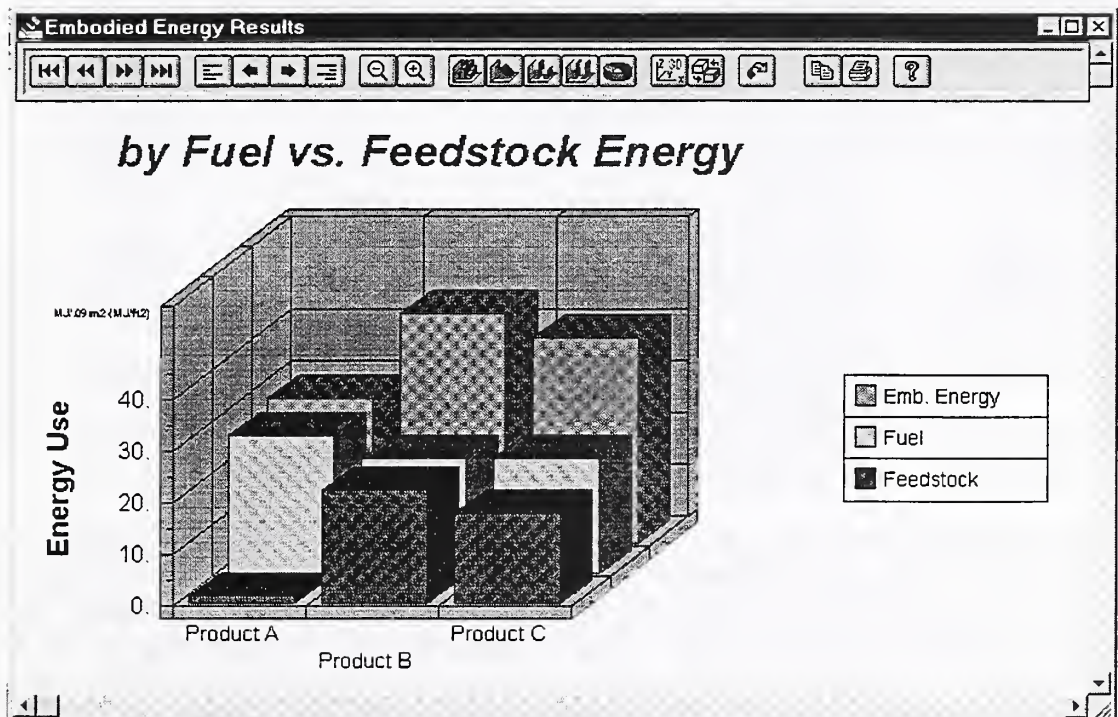 Embodied Energy Results
by Fuel vs. Feedstock Energy
Energy Use
40.
30.
20.
10.
0.
Product A
Product B
Product C
Emb. Energy
Fuel
Feedstock